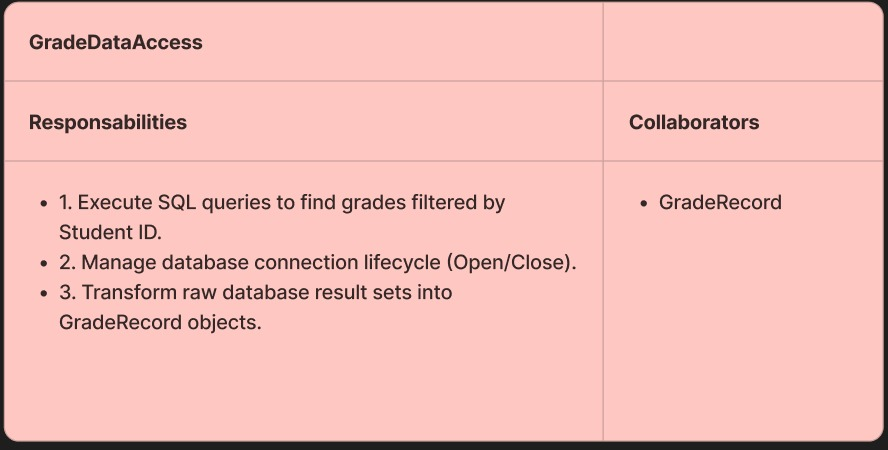 GradeDataAccess
Responsabilities
Collaborators
• 1. Execute SQL queries to find grades filtered by
Student ID.
• 2. Manage database connection lifecycle (Open/Close).
• 3. Transform raw database result sets into
GradeRecord objects.
• GradeRecord